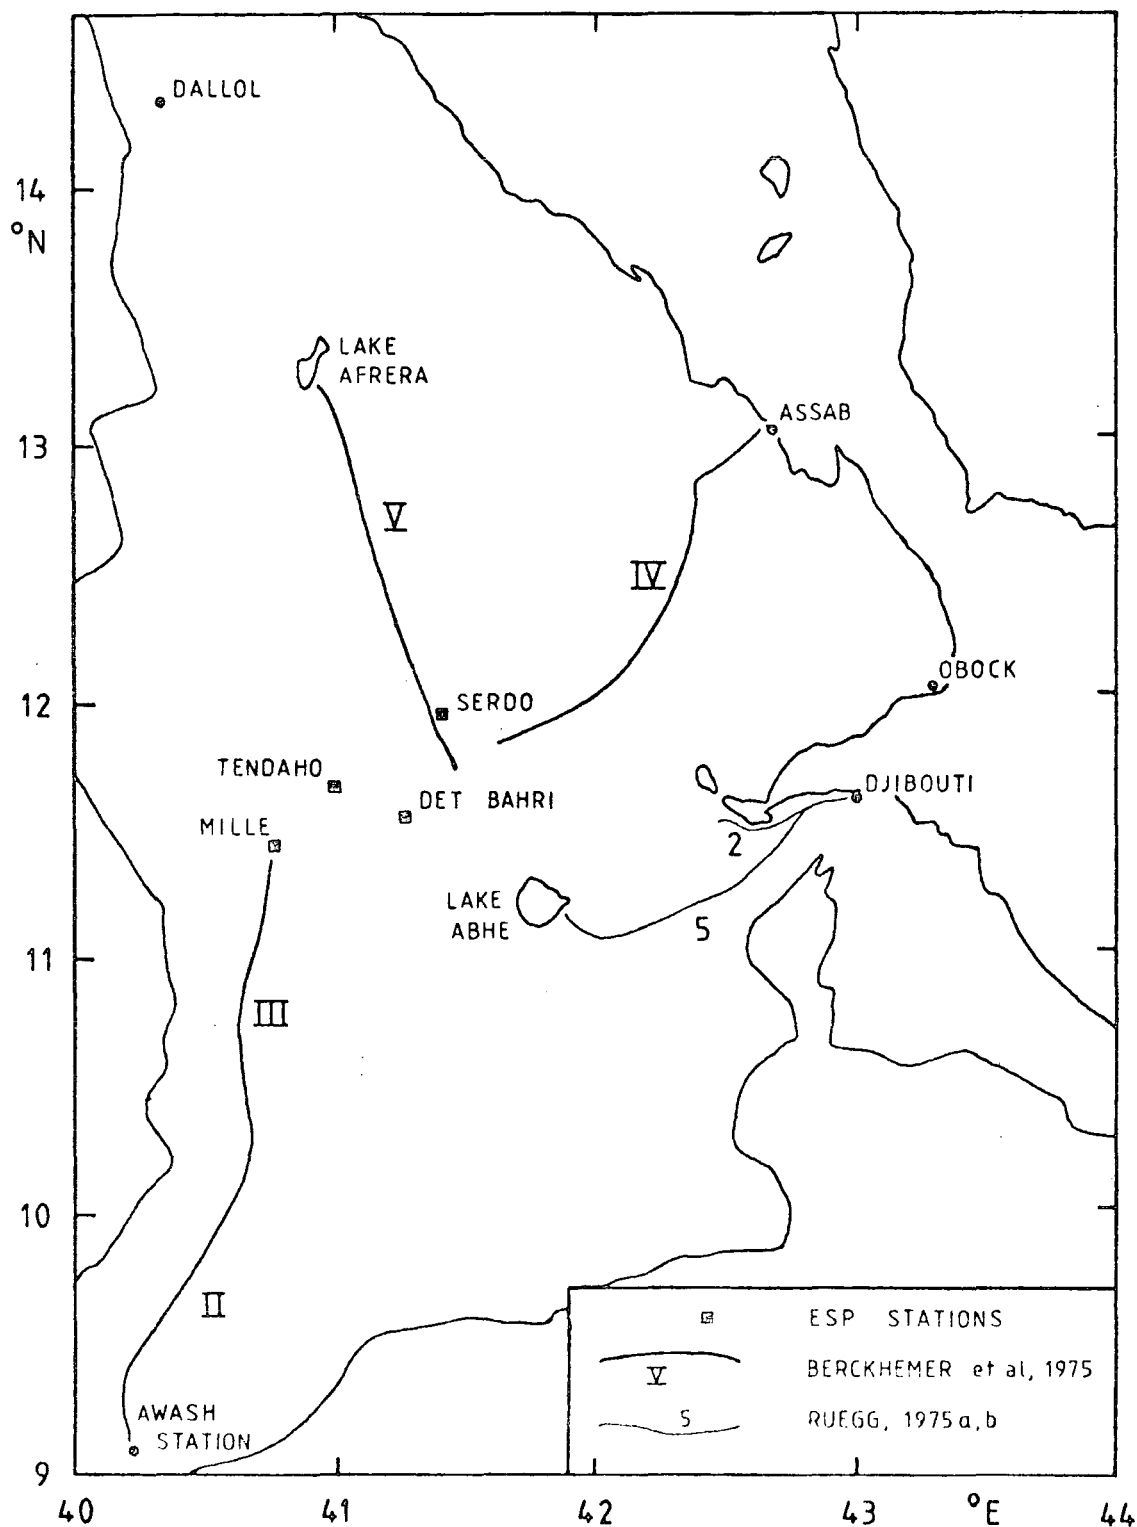 DALLOL
14
°N
LAKE
AFRERA
ASSAB
13
V
IV
OBOCK
12
SERDO
TENDAHO
DJIBOUTI
DET BAHRI
MILLE
2
LAKE
ABHE
5
11
III
10
II
ESP STATIONS
V
BERCKHEMER et al, 1975
5
RUEGG, 1975a,b
AWASH
STATION
9
40 41 42 43 °E 44